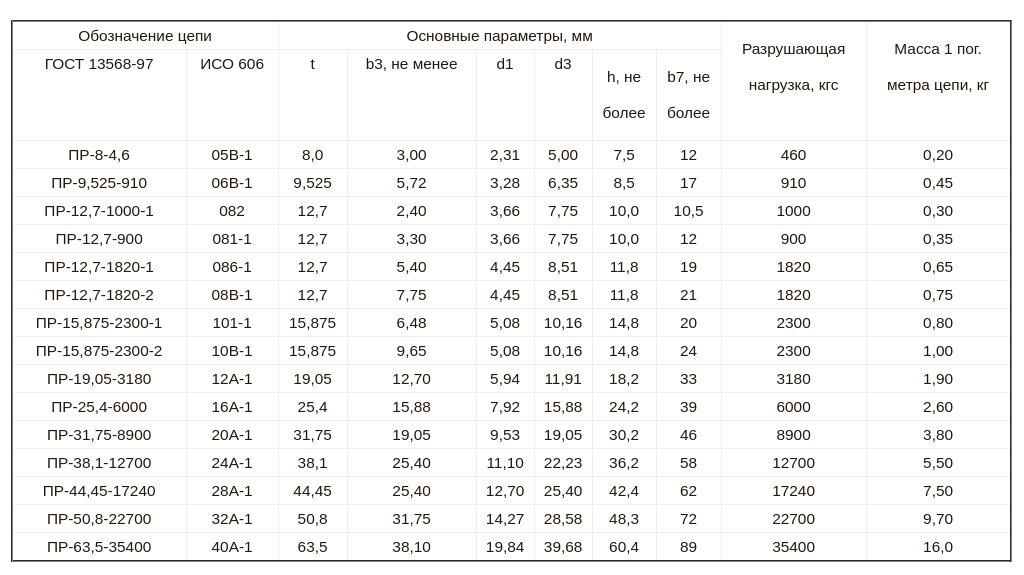 Обозначение цепи Основные параметры, мм Разрушающая нагрузка, кгс Масса 1 пог. метра цепи, кг
ГОСТ 13568-97 ИСО 606 t b3, не менее d1 d3 h, не более b7, не более
ПР-8-4,6 05B-1 8,0 3,00 2,31 5,00 7,5 12 460 0,20
ПР-9,525-910 06B-1 9,525 5,72 3,28 6,35 8,5 17 910 0,45
ПР-12,7-1000-1 082 12,7 2,40 3,66 7,75 10,0 10,5 1000 0,30
ПР-12,7-900 081-1 12,7 3,30 3,66 7,75 10,0 12 900 0,35
ПР-12,7-1820-1 086-1 12,7 5,40 4,45 8,51 11,8 19 1820 0,65
ПР-12,7-1820-2 08B-1 12,7 7,75 4,45 8,51 11,8 21 1820 0,75
ПР-15,875-2300-1 101-1 15,875 6,48 5,08 10,16 14,8 20 2300 0,80
ПР-15,875-2300-2 10B-1 15,875 9,65 5,08 10,16 14,8 24 2300 1,00
ПР-19,05-3180 12A-1 19,05 12,70 5,94 11,91 18,2 33 3180 1,90
ПР-25,4-6000 16A-1 25,4 15,88 7,92 15,88 24,2 39 6000 2,60
ПР-31,75-8900 20A-1 31,75 19,05 9,53 19,05 30,2 46 8900 3,80
ПР-38,1-12700 24A-1 38,1 25,40 11,10 22,23 36,2 58 12700 5,50
ПР-44,45-17240 28A-1 44,45 25,40 12,70 25,40 42,4 62 17240 7,50
ПР-50,8-22700 32A-1 50,8 31,75 14,27 28,58 48,3 72 22700 9,70
ПР-63,5-35400 40A-1 63,5 38,10 19,84 39,68 60,4 89 35400 16,0